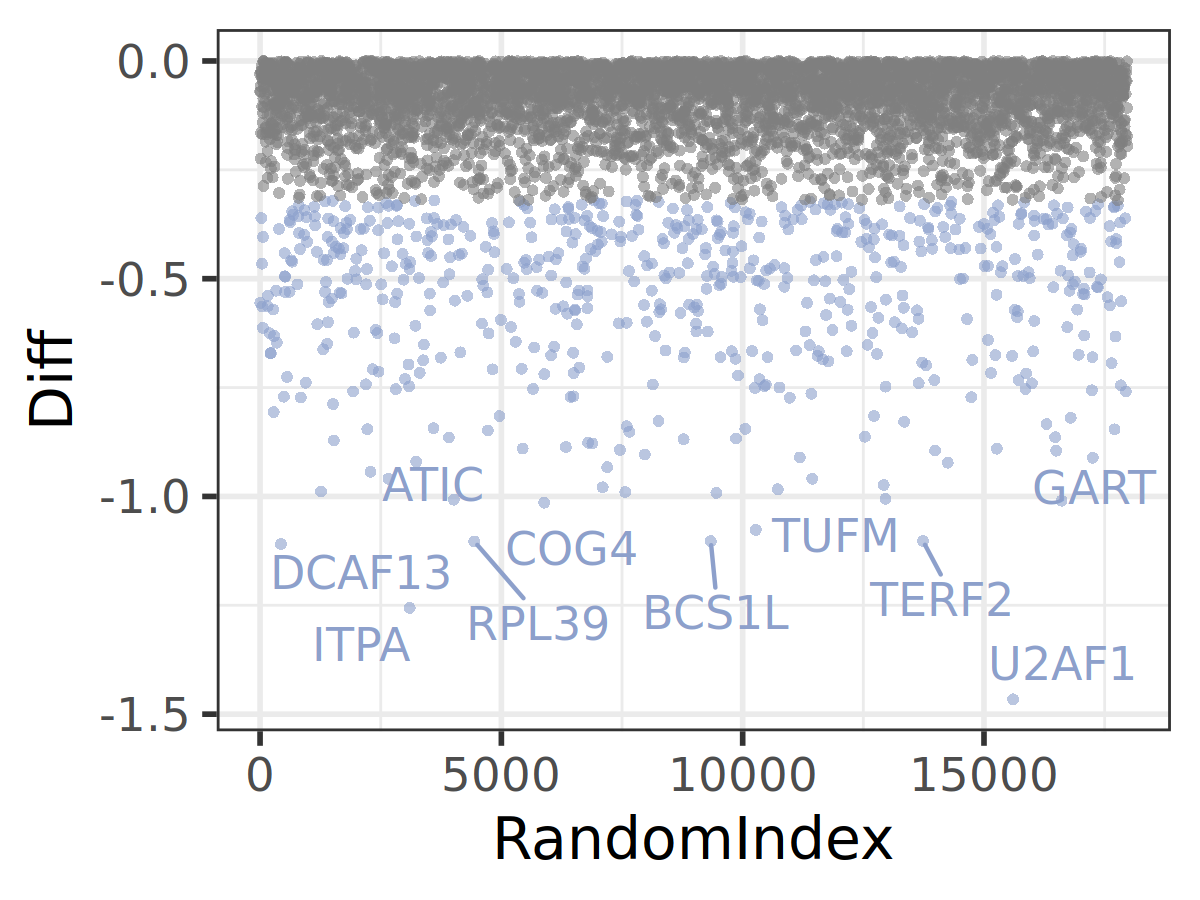 0.0
-0.5
-1.0
-1.5
Diff
ATIC
GART
COG4
TUFM
DCAF13
TERF2
BCS1L
RPL39
ITPA
U2AF1
0
5000
10000
15000
RandomIndex